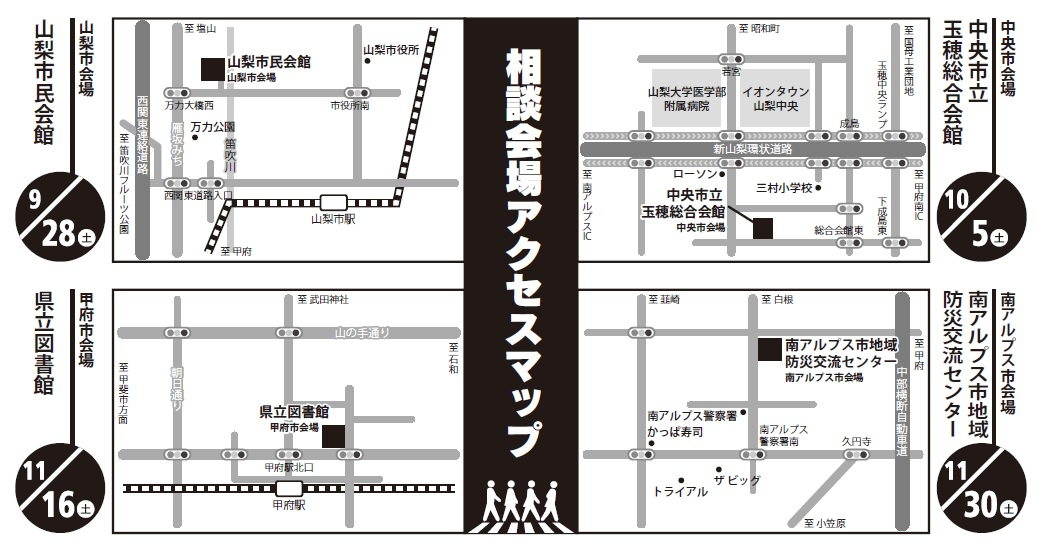 相談会場アクセスマップ
山梨市会場
山梨市民会館
9/28土
至 塩山
山梨市民会館
山梨市会場
山梨市役所
万力大橋西
市役所南
西関東連絡道路
雁坂みち
万力公園
笛吹川
至 笛吹川フルーツ公園
西関東道路入口
山梨市駅
至 甲府
中央市会場
中央市立
玉穂総合会館
10/5土
至 昭和町
至 国母工業団地
若宮
山梨大学医学部
附属病院
イオンタウン
山梨中央
玉穂中央ランプ
成島
新山梨環状道路
ローソン
三村小学校
至 南アルプスIC
至 甲府南IC
中央市立
玉穂総合会館
中央市会場
下成島東
総合会館東
甲府市会場
県立図書館
11/16土
至 武田神社
山の手通り
至 石和
至 甲斐市方面
朝日通り
県立図書館
甲府市会場
甲府駅北口
甲府駅
南アルプス市会場
南アルプス市地域
防災交流センター
11/30土
至 韮崎
至 白根
南アルプス市地域
防災交流センター
南アルプス市会場
至 甲府
中部横断自動車道
南アルプス警察署
かっぱ寿司
南アルプス
警察署南
久円寺
ザ ビッグ
トライアル
至 小笠原